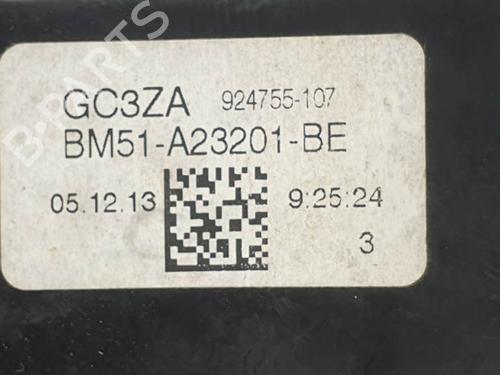 B-PARTS
GC3ZA 924755-107
BM51-A23201-BE
05.12.13 9:25:24
3